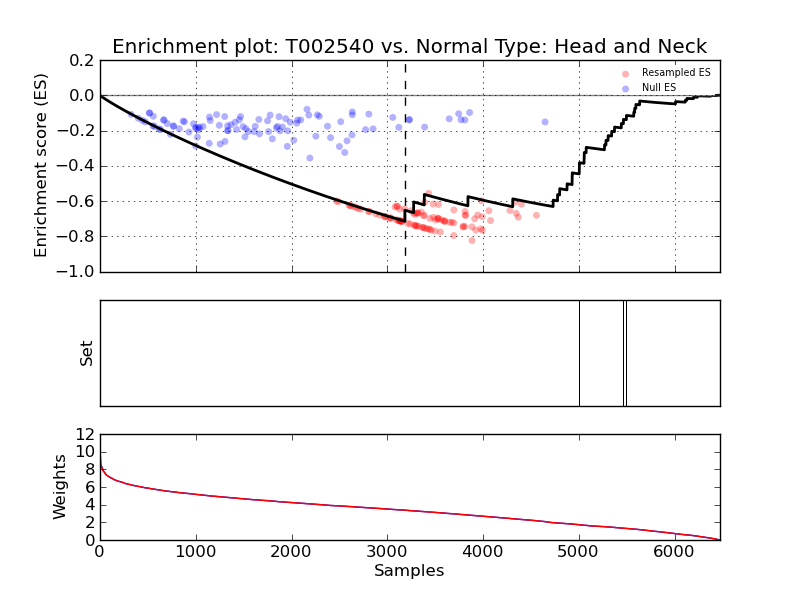 Enrichment plot: T002540 vs. Normal Type: Head and Neck
0.2
0.0
−0.2
−0.4
−0.6
−0.8
−1.0
Enrichment score (ES)
Resampled ES
Null ES
Set
12
10
8
6
4
2
0
Weights
0 1000 2000 3000 4000 5000 6000
Samples